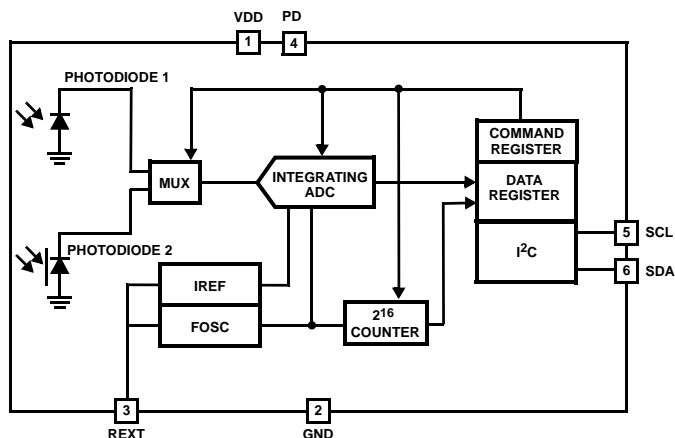 VDD PD
1 4
PHOTODIODE 1
COMMAND
REGISTER
MUX
INTEGRATING
ADC
DATA
REGISTER
I²C
5 SCL
6 SDA
PHOTODIODE 2
IREF
FOSC
2¹⁶
COUNTER
3
REXT
2
GND